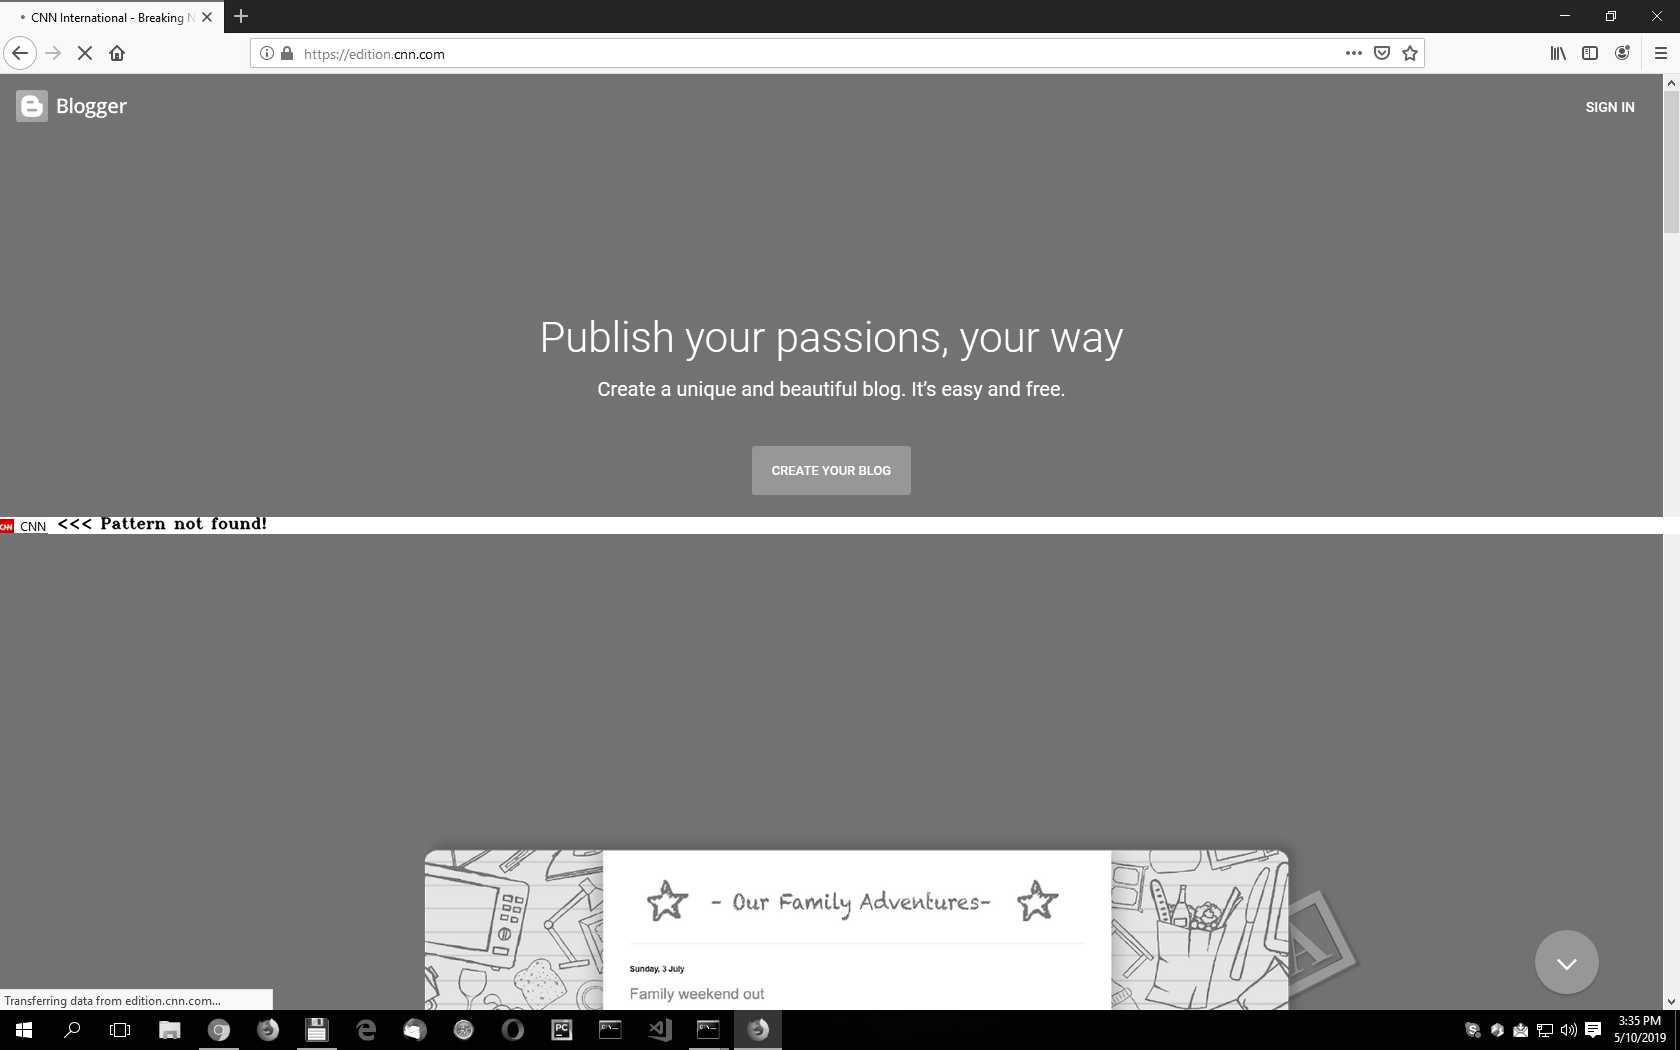 CNN International - Breaking N
https://edition.cnn.com
Blogger
SIGN IN
Publish your passions, your way
Create a unique and beautiful blog. It's easy and free.
CREATE YOUR BLOG
CNN CNN <<< Pattern not found!
- Our Family Adventures-
Sunday, 3 July
Family weekend out
Transferring data from edition.cnn.com...
PC
3:35 PM
5/10/2019